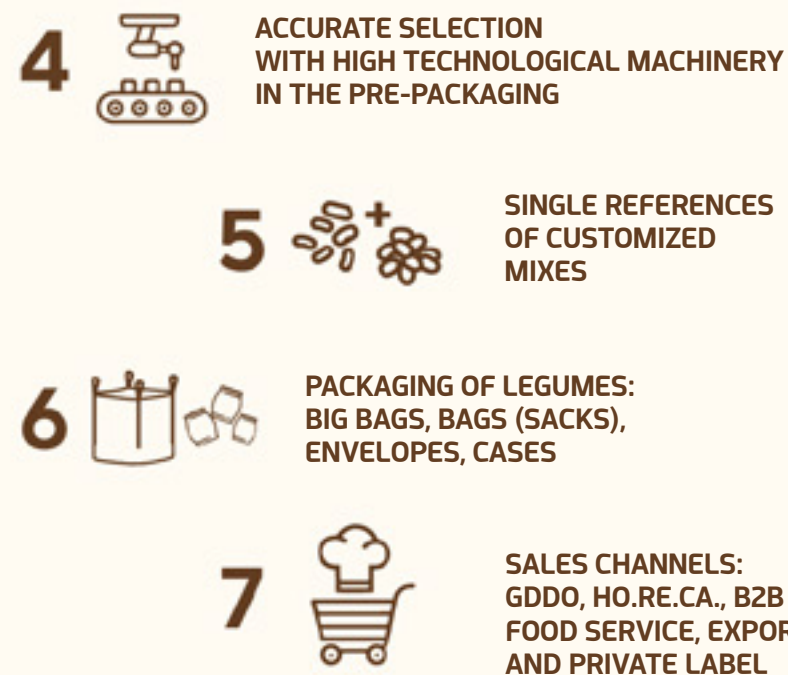 4
ACCURATE SELECTION
WITH HIGH TECHNOLOGICAL MACHINERY
IN THE PRE-PACKAGING
5
SINGLE REFERENCES
OF CUSTOMIZED
MIXES
6
PACKAGING OF LEGUMES:
BIG BAGS, BAGS (SACKS),
ENVELOPES, CASES
7
SALES CHANNELS:
GDDO, HO.RE.CA., B2B
FOOD SERVICE,
AND PRIVATE LABEL